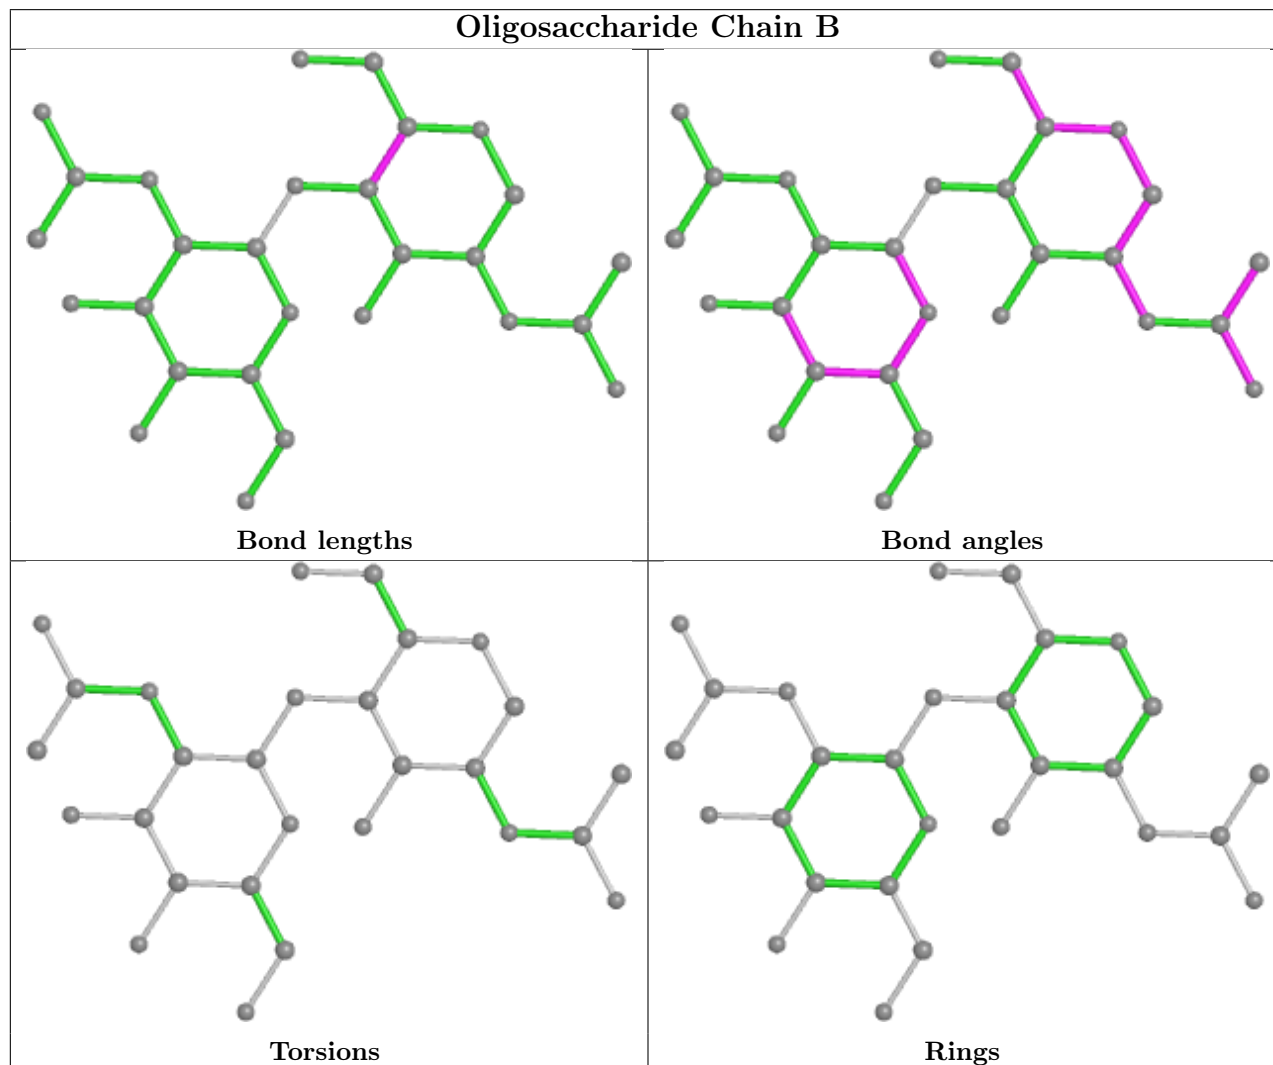 Oligosaccharide Chain B
Bond lengths
Bond angles
Torsions
Rings